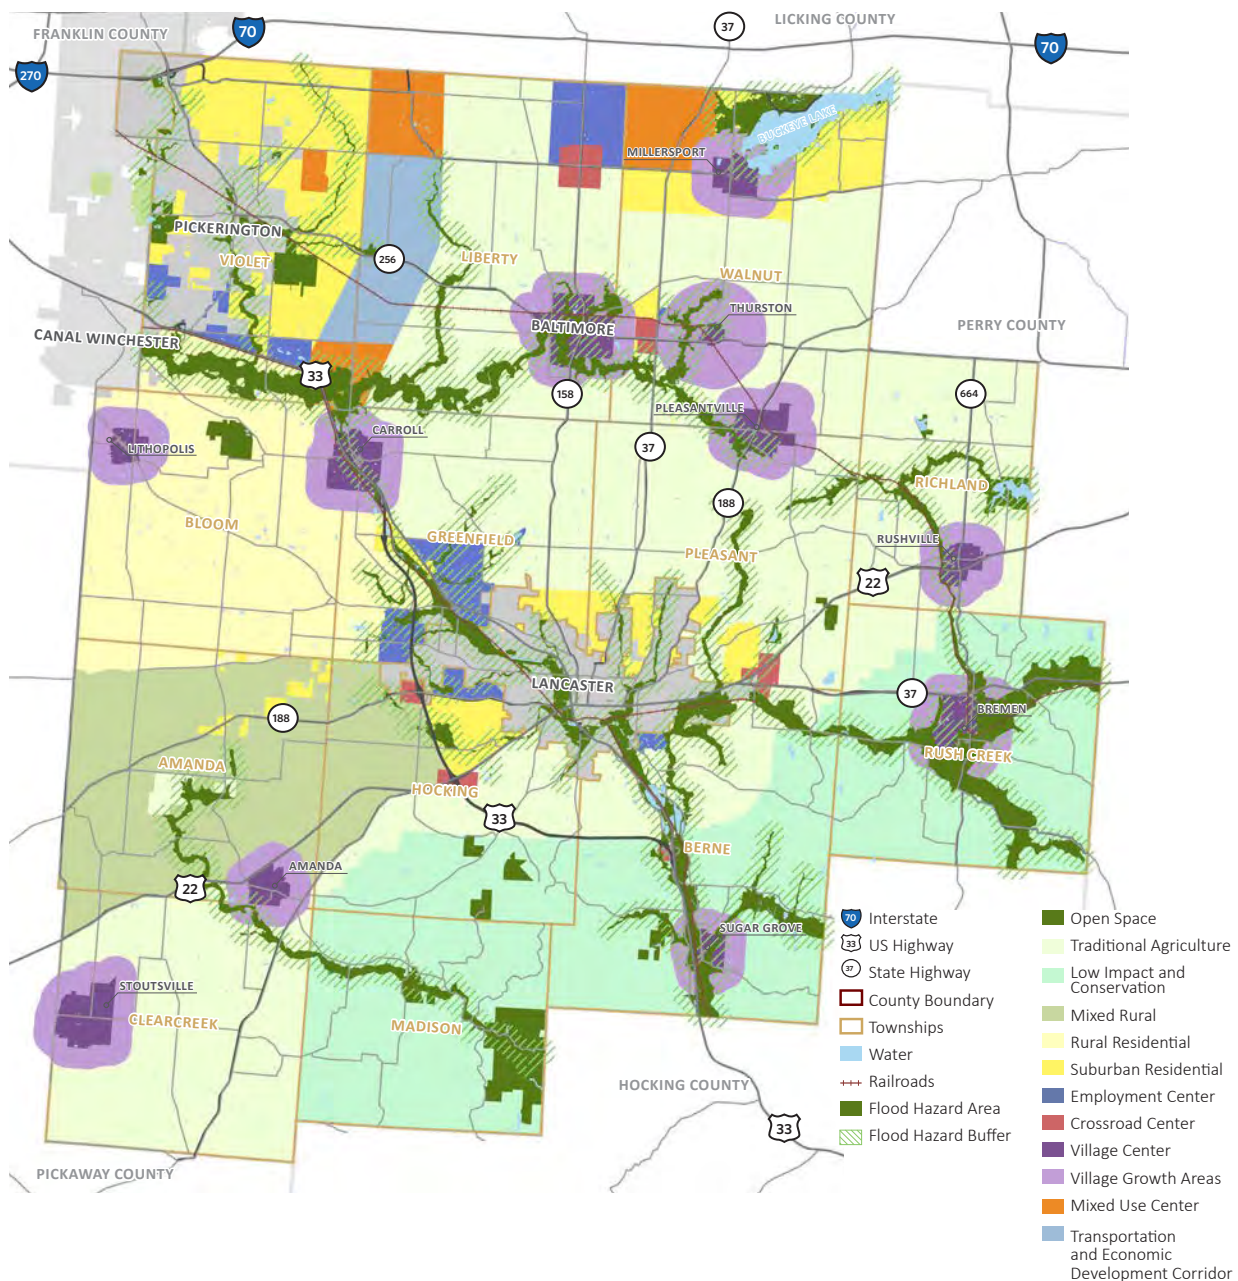 LICKING COUNTY
FRANKLIN COUNTY
70
37
70
270
BUCKEYE LAKE
MILLERSPORT
PICKERINGTON
VIOLET
256
LIBERTY
WALNUT
THURSTON
BALTIMORE
PERRY COUNTY
CANAL WINCHESTER
33
158
664
PLEASANTVILLE
CARROLL
37
LITHOPOLIS
RICHLAND
188
BLOOM
GREENFIELD
PLEASANT
RUSHVILLE
22
LANCASTER
37
BREMEN
188
RUSH CREEK
AMANDA
HOCKING
33
BERNE
AMANDA
22
SUGAR GROVE
STOUTSVILLE
CLEARCREEK
MADISON
HOCKING COUNTY
33
PICKAWAY COUNTY
70 Interstate
33 US Highway
37 State Highway
County Boundary
Townships
Water
Railroads
Flood Hazard Area
Flood Hazard Buffer
Open Space
Traditional Agriculture
Low Impact and
Conservation
Mixed Rural
Rural Residential
Suburban Residential
Employment Center
Crossroad Center
Village Center
Village Growth Areas
Mixed Use Center
Transportation
and Economic
Development Corridor